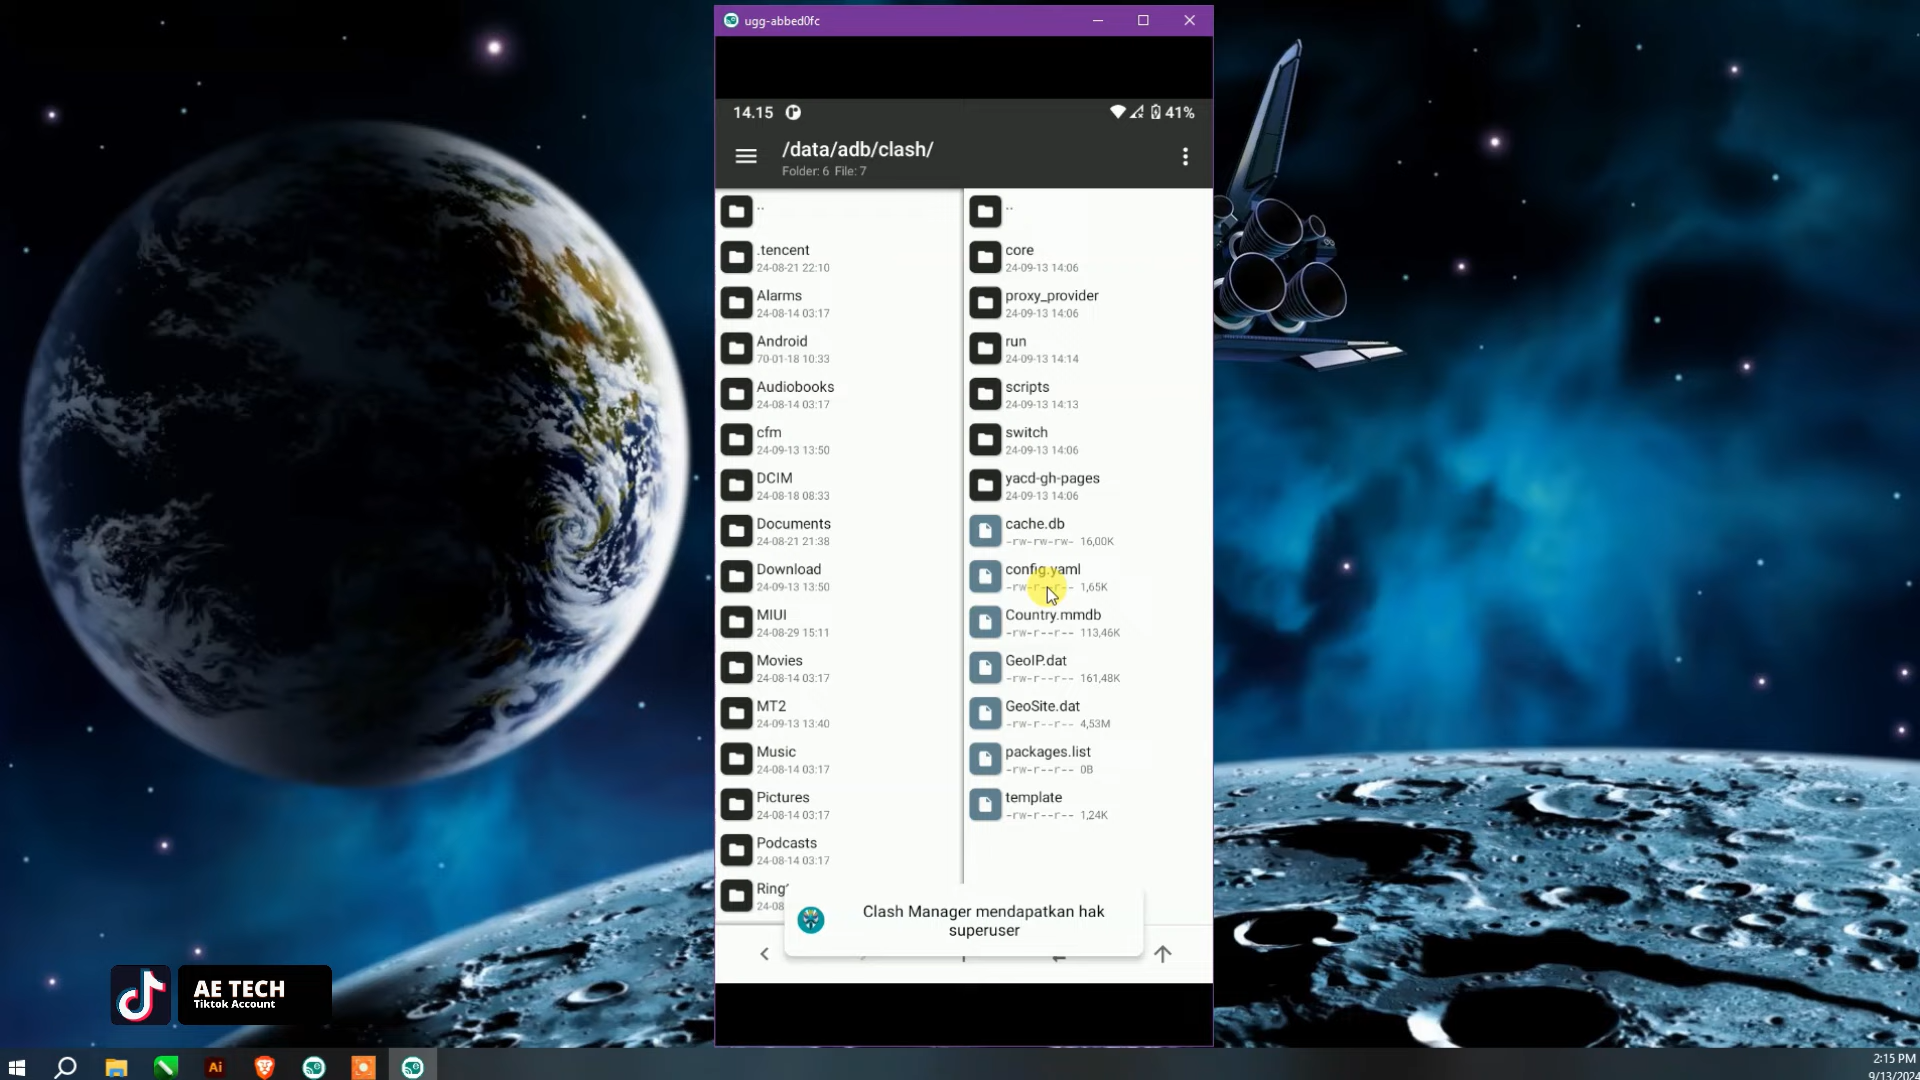 ugg-abbed0fc
14.15
41%
/data/adb/clash/
Folder: 6 File: 7
..
.tencent
24-08-21 22:10
Alarms
24-08-14 03:17
Android
70-01-18 10:33
Audiobooks
24-08-14 03:17
cfm
24-09-13 13:50
DCIM
24-08-18 08:33
Documents
24-08-21 21:38
Download
24-09-13 13:50
MIUI
24-08-29 15:11
Movies
24-08-14 03:17
MT2
24-09-13 13:40
Music
24-08-14 03:17
Pictures
24-08-14 03:17
Podcasts
24-08-14 03:17
..
core
24-09-13 14:06
proxy_provider
24-09-13 14:06
run
24-09-13 14:14
scripts
24-09-13 14:13
switch
24-09-13 14:06
yacd-gh-pages
24-09-13 14:06
cache.db
-rw-rw-rw- 16,00K
config.yaml
-rw-r--r-- 1,65K
Country.mmdb
-rw-r--r-- 113,46K
GeoIP.dat
-rw-r--r-- 161,48K
GeoSite.dat
-rw-r--r-- 4,53M
packages.list
-rw-r--r-- 0B
template
-rw-r--r-- 1,24K
Clash Manager mendapatkan hak
superuser
AE TECH
Tiktok Account
Ai
2:15 PM
9/13/2024